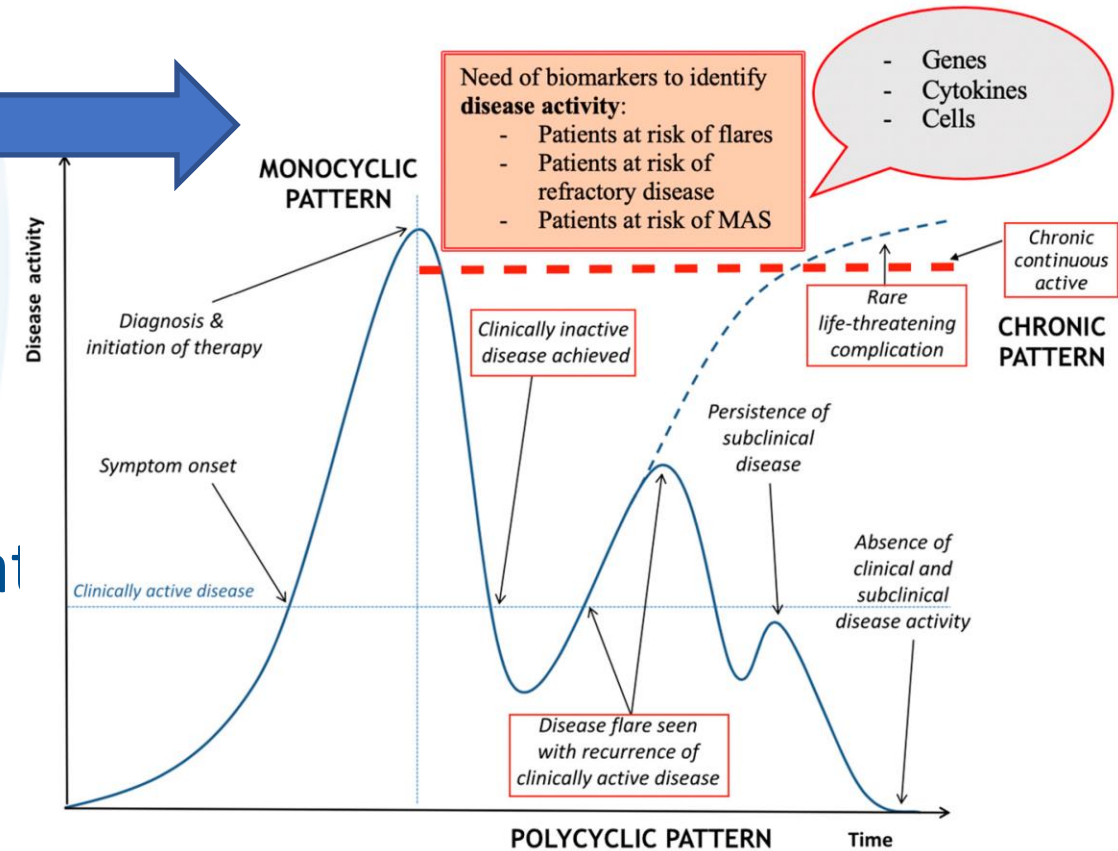 Need of biomarkers to identify
disease activity:
- Patients at risk of flares
- Patients at risk of
refractory disease
- Patients at risk of MAS
- Genes
- Cytokines
- Cells
MONOCYCLIC
PATTERN
Disease activity
Diagnosis &
initiation of therapy
Clinically inactive
disease achieved
Rare
life-threatening
complication
Chronic
continuous
active
CHRONIC
PATTERN
Symptom onset
Persistence of
subclinical
disease
Absence of
clinical and
subclinical
disease activity
Clinically active disease
Disease flare seen
with recurrence of
clinically active disease
POLYCYCLIC PATTERN
Time